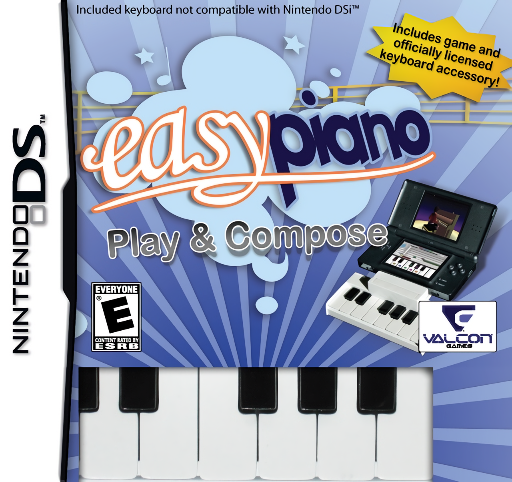 Included keyboard not compatible with Nintendo DSi™
Includes game and
officially licensed
keyboard accessory!
NINTENDO DS™
easy piano
Play & Compose
EVERYONE
E
®
CONTENT RATED BY
ESRB
VALCON
GAMES